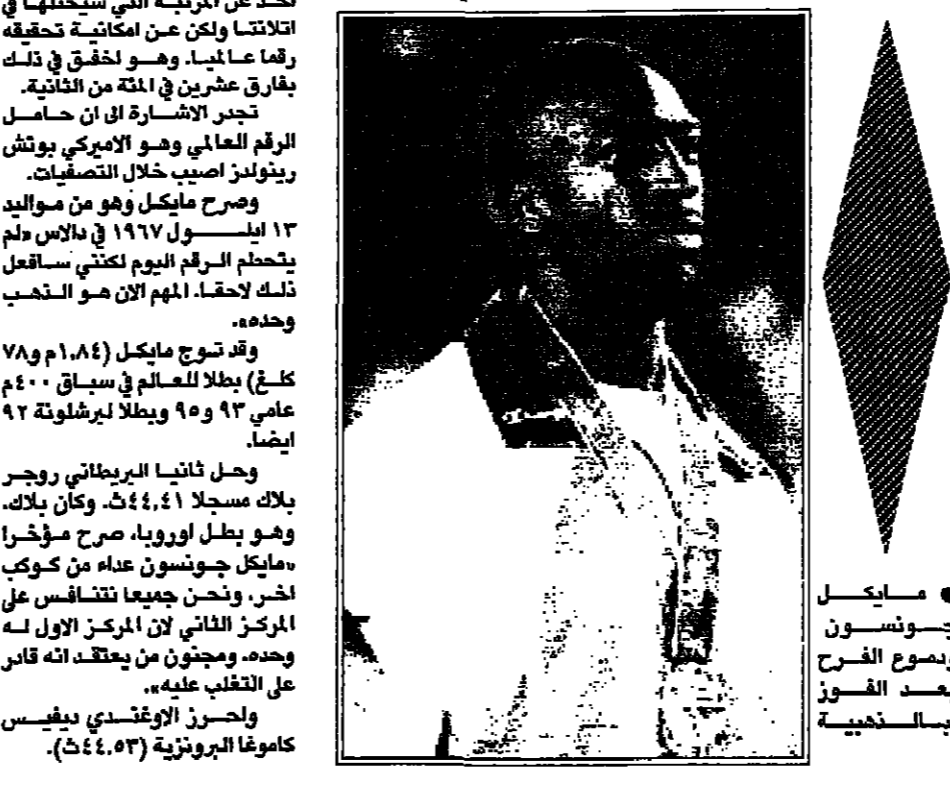 احد عن المرتبة التي سيحتلها في
اتلانتا ولكن عن امكانية تحقيقه
رقما عالميا. وهو اخفق في ذلك
بفارق عشرين في المئة من الثانية.
تجدر الاشارة الى ان حامل
الرقم العالمي وهو الاميركي بوتش
رينولدز اصيب خلال التصفيات.
وصرح مايكل وهو من مواليد
١٣ ايلول ١٩٦٧ في دالاس «لم
يتحطم الرقم اليوم لكنني سافعل
ذلك لاحقا. المهم الان هو الذهب
وحده».
وقد توج مايكل (١,٨٤م و٧٨
كلغ) بطلا للعالم في سباق ٤٠٠م
عامي ٩٣ و٩٥ وبطلا لبرشلونة ٩٢
ايضا.
وحل ثانيا البريطاني روجر
بلاك مسجلا ٤٤,٤١ث. وكان بلاك،
وهو بطل اوروبا، صرح مؤخرا
«مايكل جونسون عداء من كوكب
اخر، ونحن جميعا نتنافس على
المركز الثاني لان المركز الاول له
وحده، ومجنون من يعتقد انه قادر
على التغلب عليه».
واحرز الاوغندي ديفيس
كاموغا البرونزية (٤٤,٥٣ث).
● مايكل
جونسون
ودموع الفرح
بعد الفوز
بالذهبية